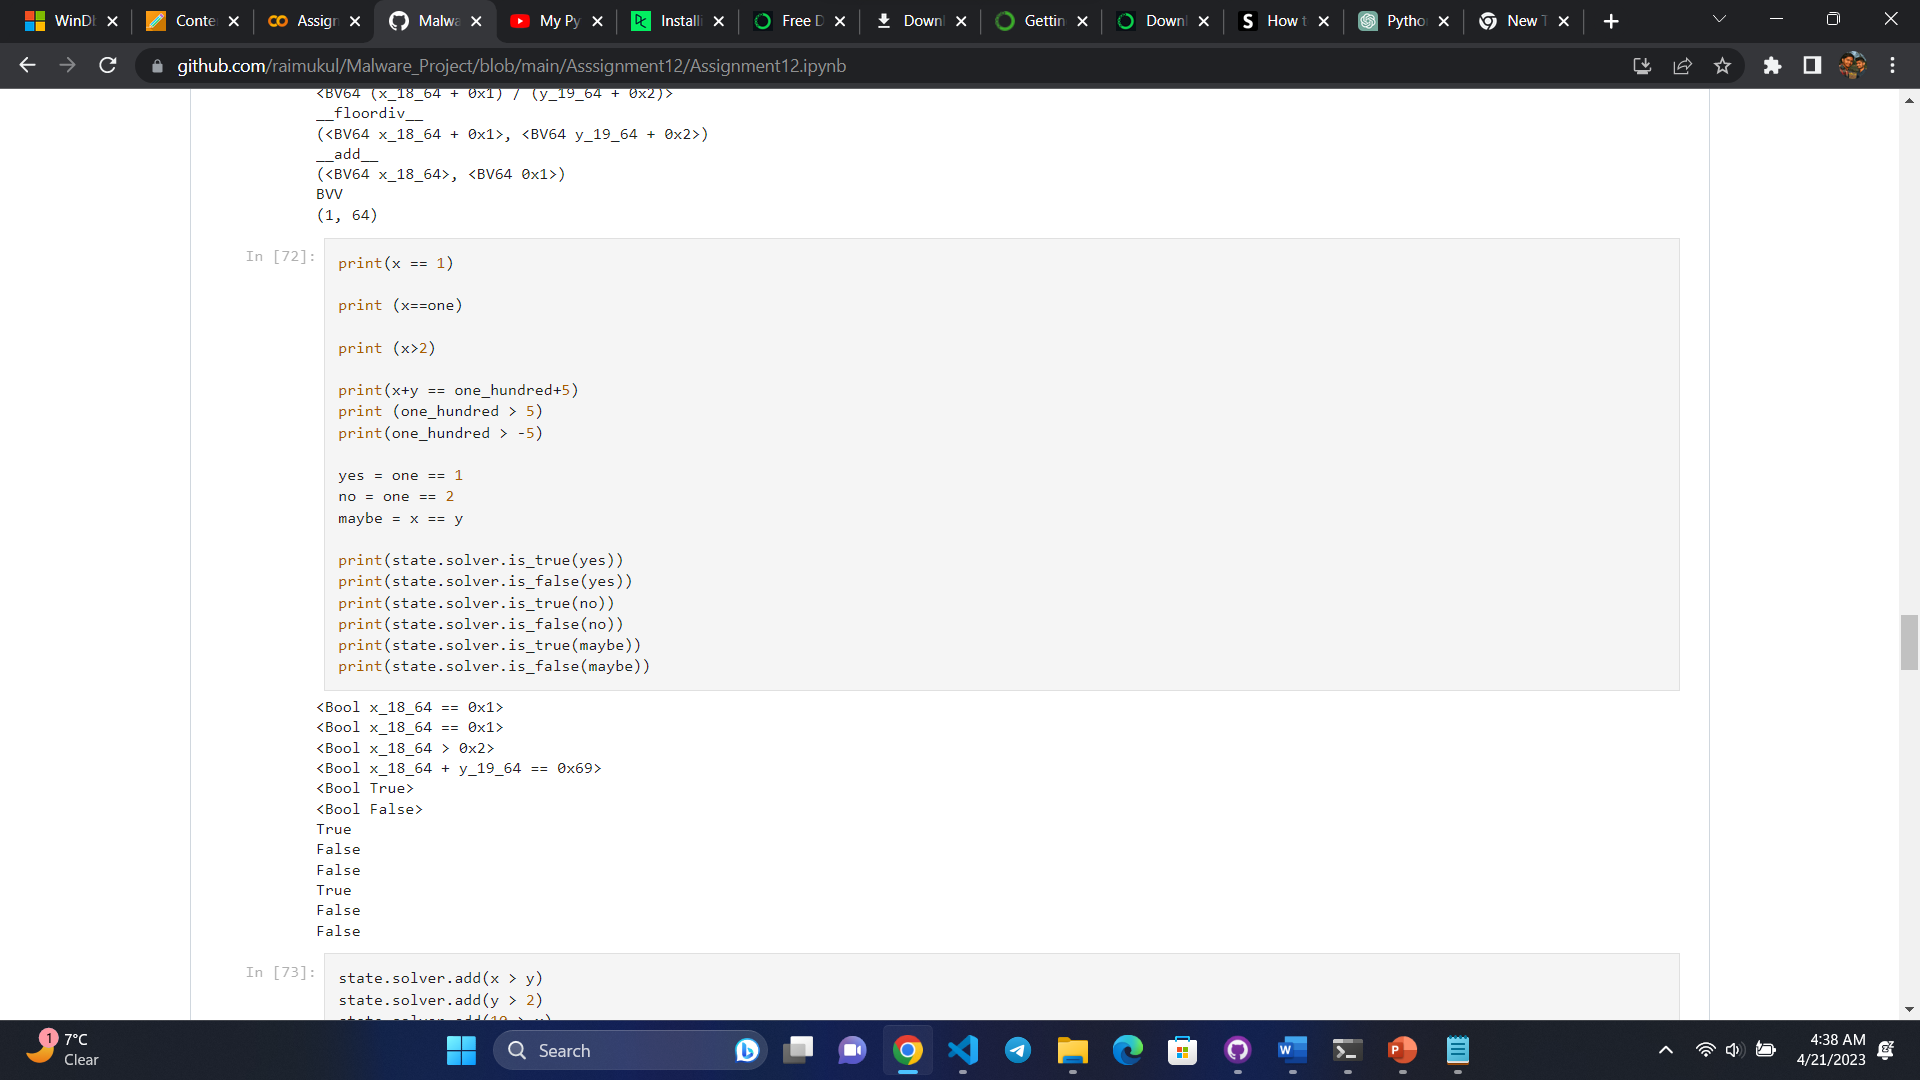 WinDl
Conte
Assign
Malwa
My Py
Installi
Free D
Downl
Gettin
Downl
How t
Pytho
New T
github.com/raimukul/Malware_Project/blob/main/Asssignment12/Assignment12.ipynb
<BV64 (x_18_64 + 0x1) / (y_19_64 + 0x2)>
__floordiv__
(<BV64 x_18_64 + 0x1>, <BV64 y_19_64 + 0x2>)
__add__
(<BV64 x_18_64>, <BV64 0x1>)
BVV
(1, 64)
In [72]:
print(x == 1)
print (x==one)
print (x>2)
print(x+y == one_hundred+5)
print (one_hundred > 5)
print(one_hundred > -5)
yes = one == 1
no = one == 2
maybe = x == y
print(state.solver.is_true(yes))
print(state.solver.is_false(yes))
print(state.solver.is_true(no))
print(state.solver.is_false(no))
print(state.solver.is_true(maybe))
print(state.solver.is_false(maybe))
<Bool x_18_64 == 0x1>
<Bool x_18_64 == 0x1>
<Bool x_18_64 > 0x2>
<Bool x_18_64 + y_19_64 == 0x69>
<Bool True>
<Bool False>
True
False
False
True
False
False
In [73]:
state.solver.add(x > y)
state.solver.add(y > 2)
1
7°C
Clear
Search
4:38 AM
4/21/2023